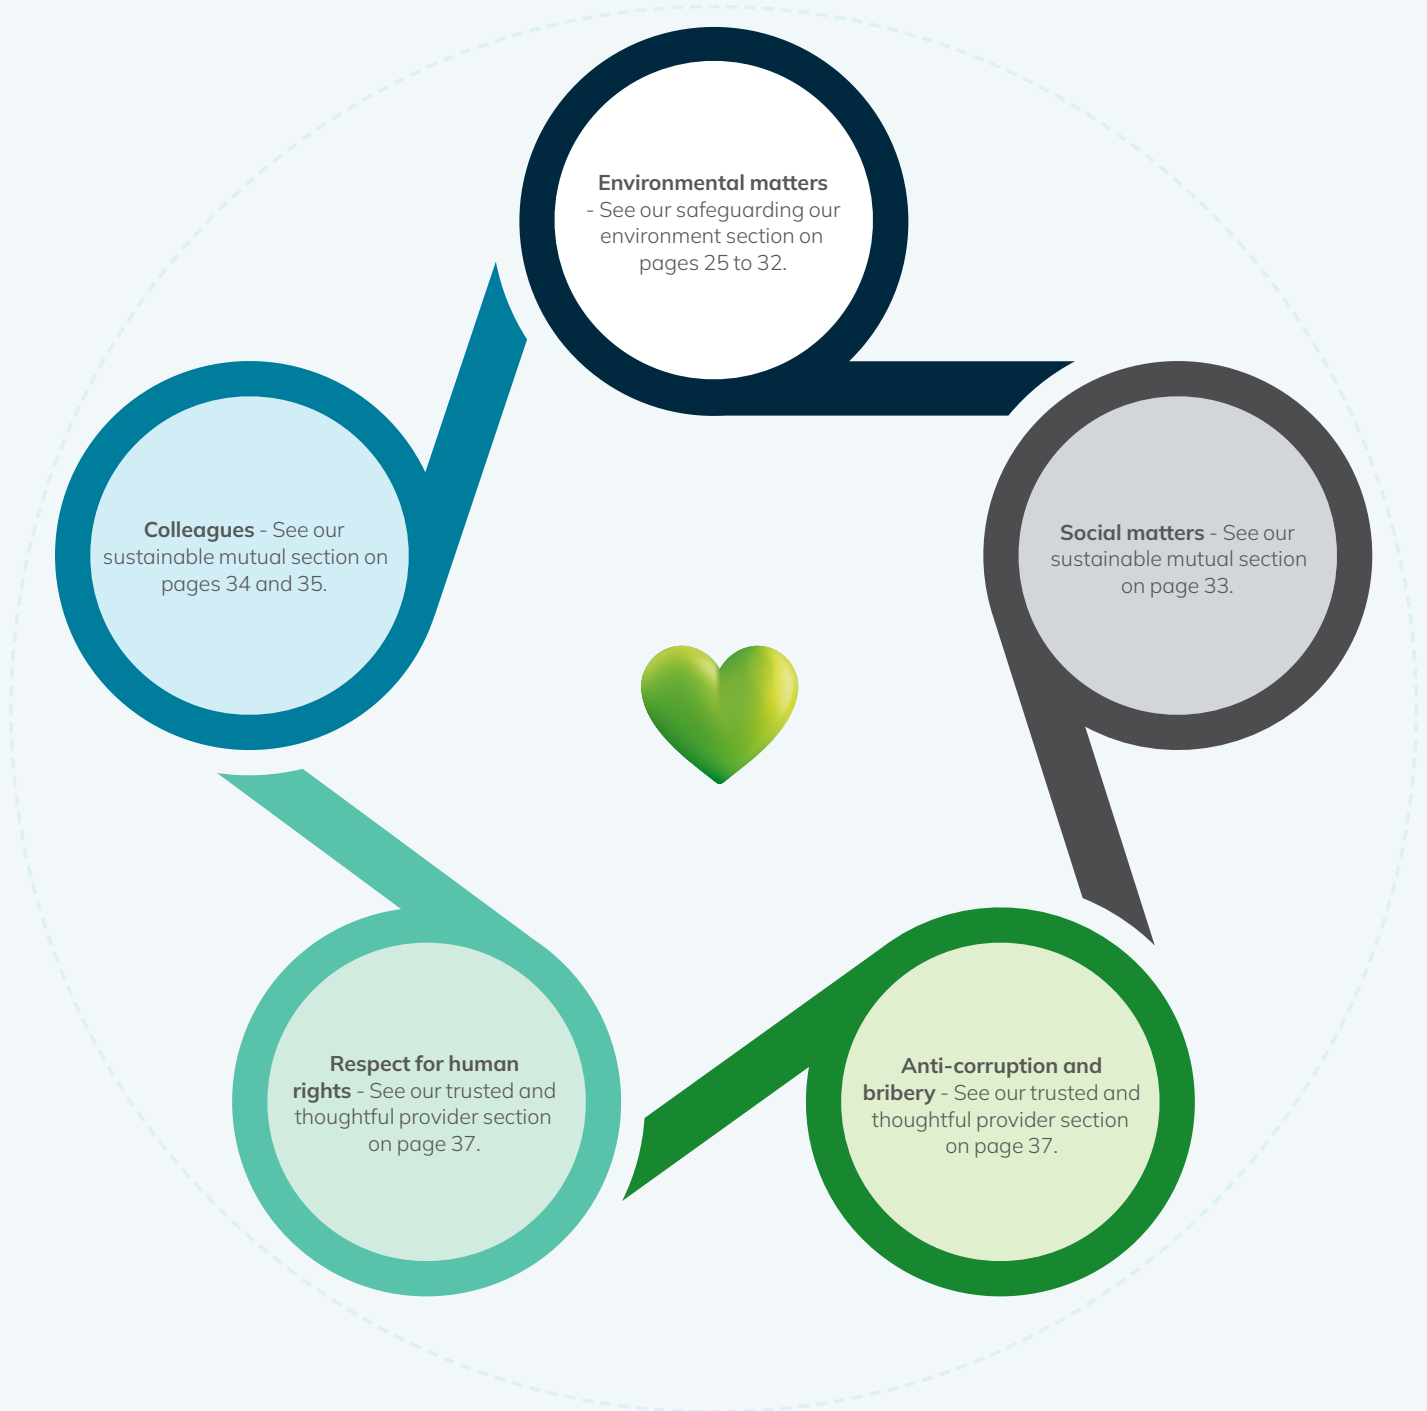 Environmental matters
- See our safeguarding our
environment section on
pages 25 to 32.
Colleagues - See our
sustainable mutual section on
pages 34 and 35.
Social matters - See our
sustainable mutual section
on page 33.
Respect for human
rights - See our trusted and
thoughtful provider section
on page 37.
Anti-corruption and
bribery - See our trusted and
thoughtful provider section
on page 37.